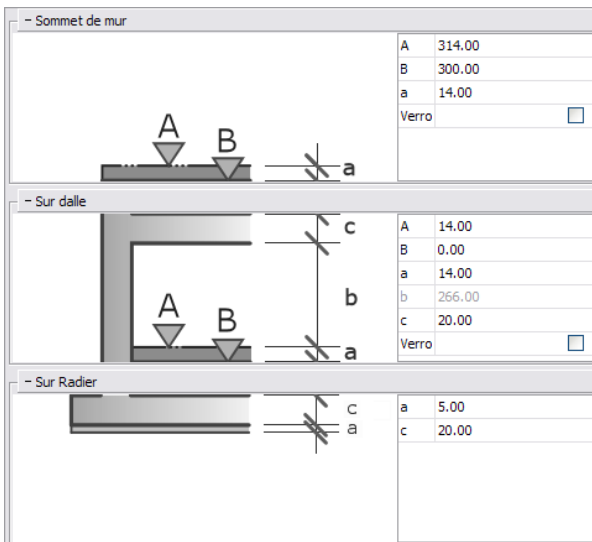 − Sommet de mur
A 314.00
B 300.00
a 14.00
Verro
A
B
a
− Sur dalle
A 14.00
B 0.00
a 14.00
b 266.00
c 20.00
Verro
c
b
A
B
a
− Sur Radier
a 5.00
c 20.00
c
a